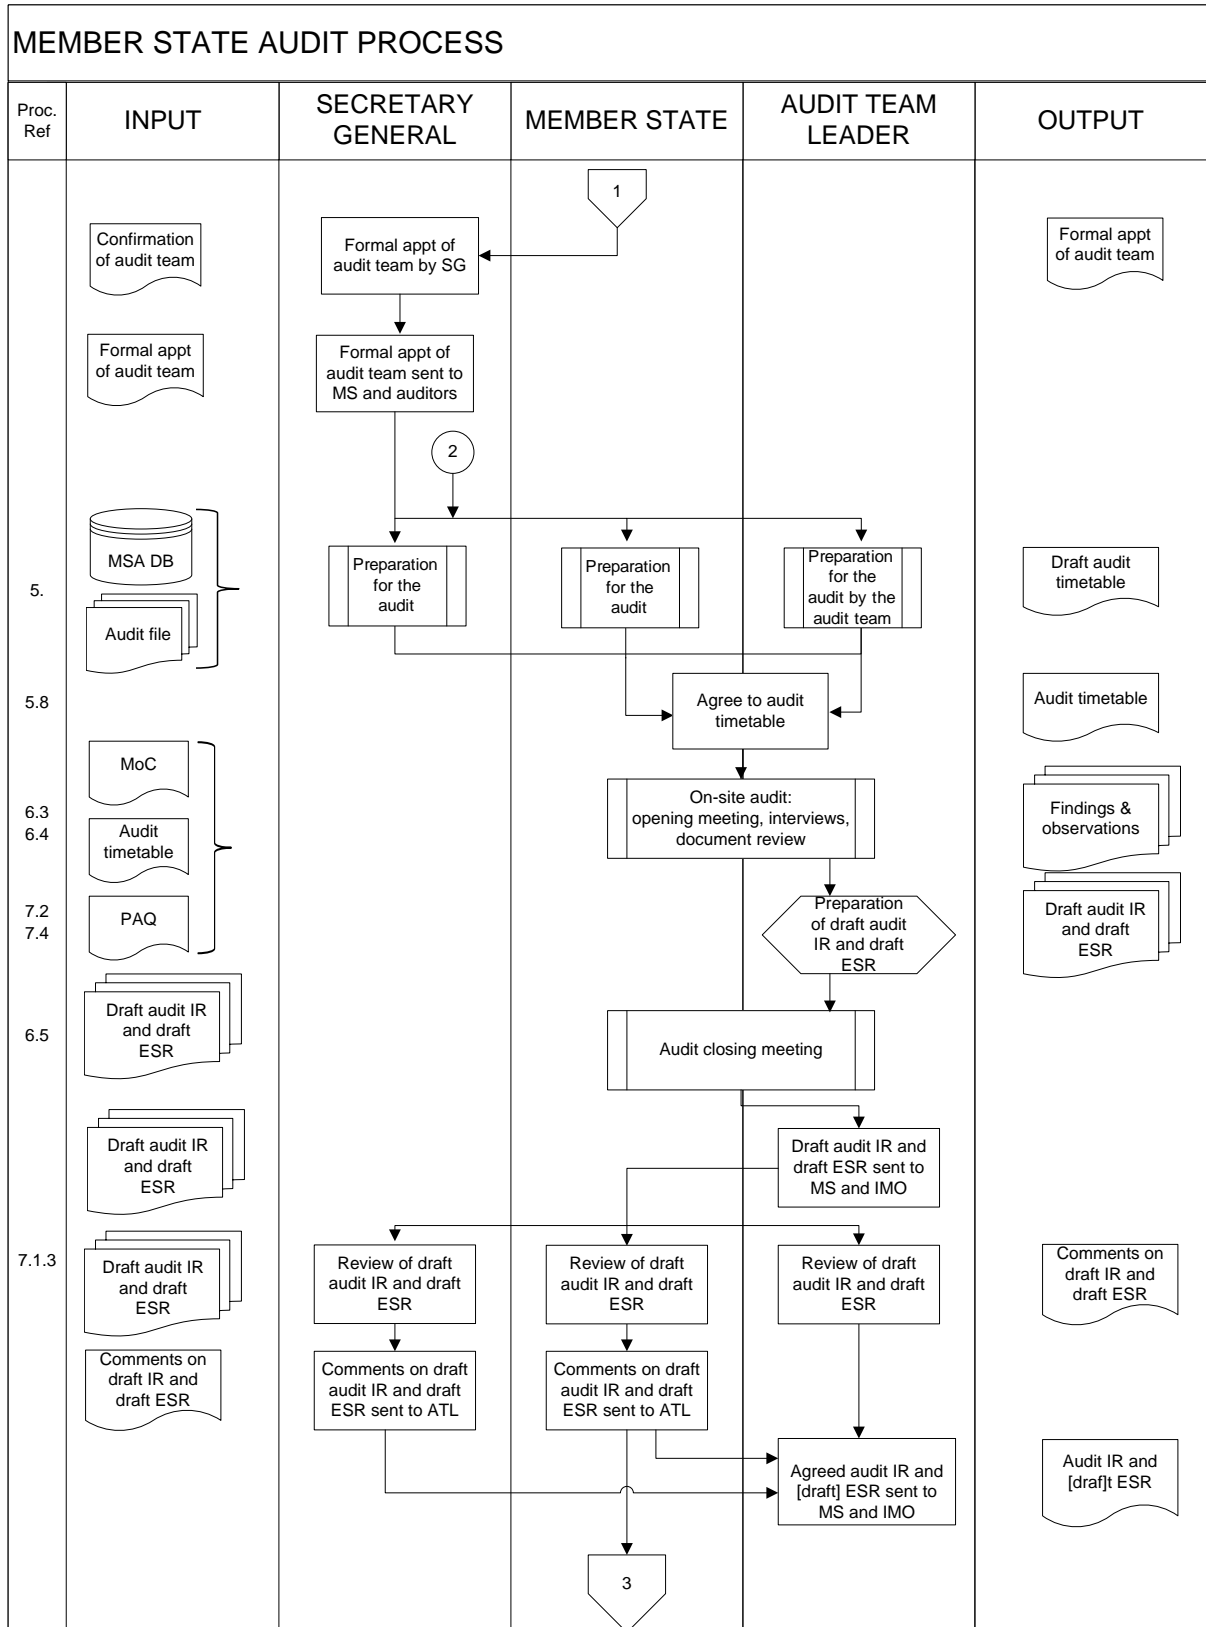 MEMBER STATE AUDIT PROCESS
Proc.
Ref
INPUT
SECRETARY
GENERAL
MEMBER STATE
AUDIT TEAM
LEADER
OUTPUT
1
Confirmation
of audit team
Formal appt of
audit team by SG
Formal appt
of audit team
Formal appt
of audit team
Formal appt of
audit team sent to
MS and auditors
2
5.
MSA DB
Audit file
Preparation
for the
audit
Preparation
for the
audit
Preparation
for the
audit by the
audit team
Draft audit
timetable
5.8
Agree to audit
timetable
Audit timetable
MoC
6.3
6.4
Audit
timetable
On-site audit:
opening meeting, interviews,
document review
Findings &
observations
7.2
7.4
PAQ
Preparation
of draft audit
IR and draft
ESR
Draft audit IR
and draft
ESR
6.5
Draft audit IR
and draft
ESR
Audit closing meeting
Draft audit IR
and draft
ESR
Draft audit IR and
draft ESR sent to
MS and IMO
7.1.3
Draft audit IR
and draft
ESR
Review of draft
audit IR and draft
ESR
Review of draft
audit IR and draft
ESR
Review of draft
audit IR and draft
ESR
Comments on
draft IR and
draft ESR
Comments on
draft IR and
draft ESR
Comments on draft
audit IR and draft
ESR sent to ATL
Comments on draft
audit IR and draft
ESR sent to ATL
Agreed audit IR and
[draft] ESR sent to
MS and IMO
Audit IR and
[draf]t ESR
3